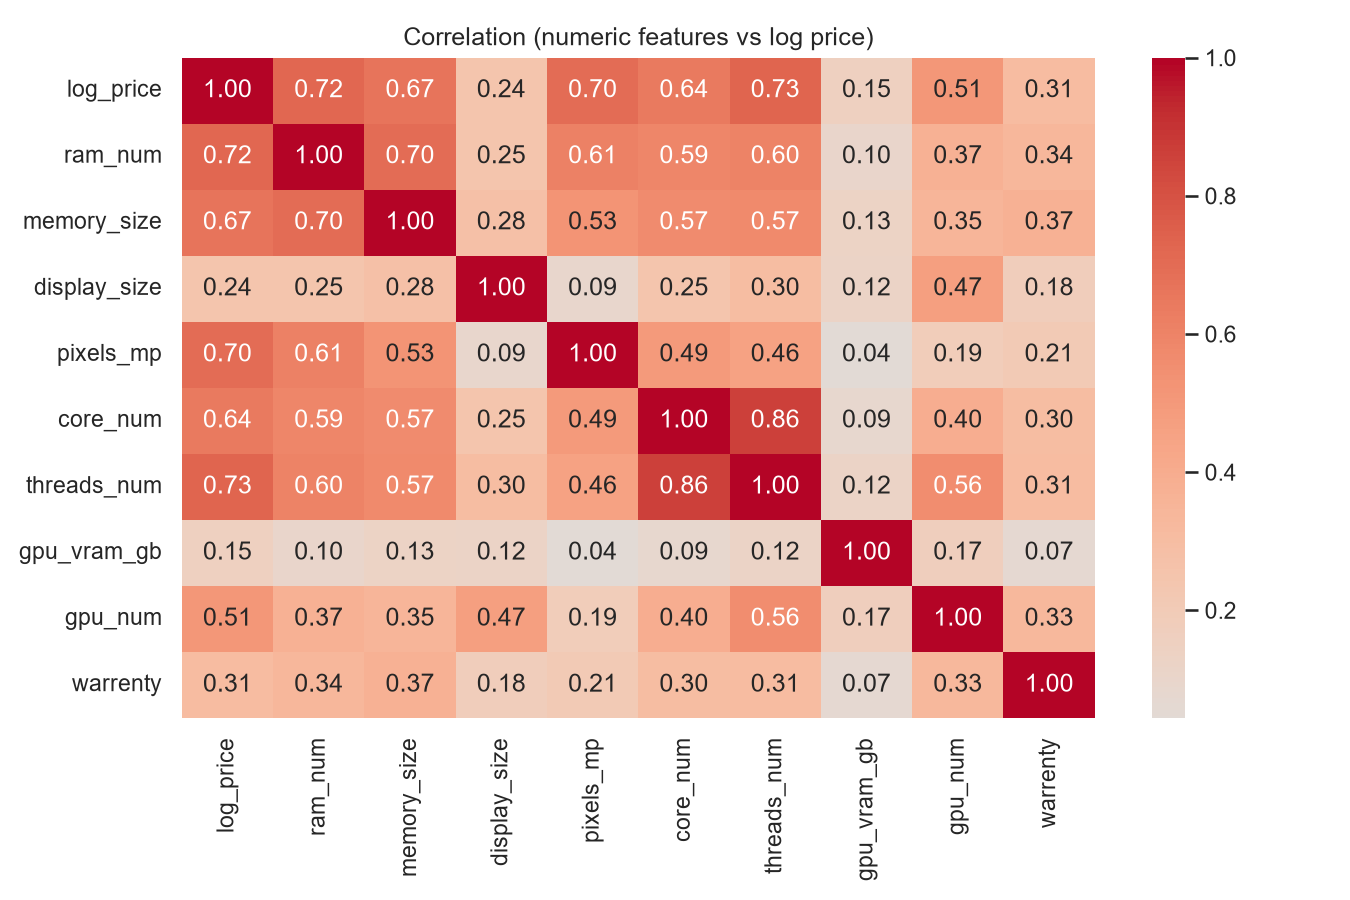 Correlation (numeric features vs log price)
log_price 1.00 0.72 0.67 0.24 0.70 0.64 0.73 0.15 0.51 0.31
ram_num 0.72 1.00 0.70 0.25 0.61 0.59 0.60 0.10 0.37 0.34
memory_size 0.67 0.70 1.00 0.28 0.53 0.57 0.57 0.13 0.35 0.37
display_size 0.24 0.25 0.28 1.00 0.09 0.25 0.30 0.12 0.47 0.18
pixels_mp 0.70 0.61 0.53 0.09 1.00 0.49 0.46 0.04 0.19 0.21
core_num 0.64 0.59 0.57 0.25 0.49 1.00 0.86 0.09 0.40 0.30
threads_num 0.73 0.60 0.57 0.30 0.46 0.86 1.00 0.12 0.56 0.31
gpu_vram_gb 0.15 0.10 0.13 0.12 0.04 0.09 0.12 1.00 0.17 0.07
gpu_num 0.51 0.37 0.35 0.47 0.19 0.40 0.56 0.17 1.00 0.33
warrenty 0.31 0.34 0.37 0.18 0.21 0.30 0.31 0.07 0.33 1.00
log_price ram_num memory_size display_size pixels_mp core_num threads_num gpu_vram_gb gpu_num warrenty
1.0
0.8
0.6
0.4
0.2